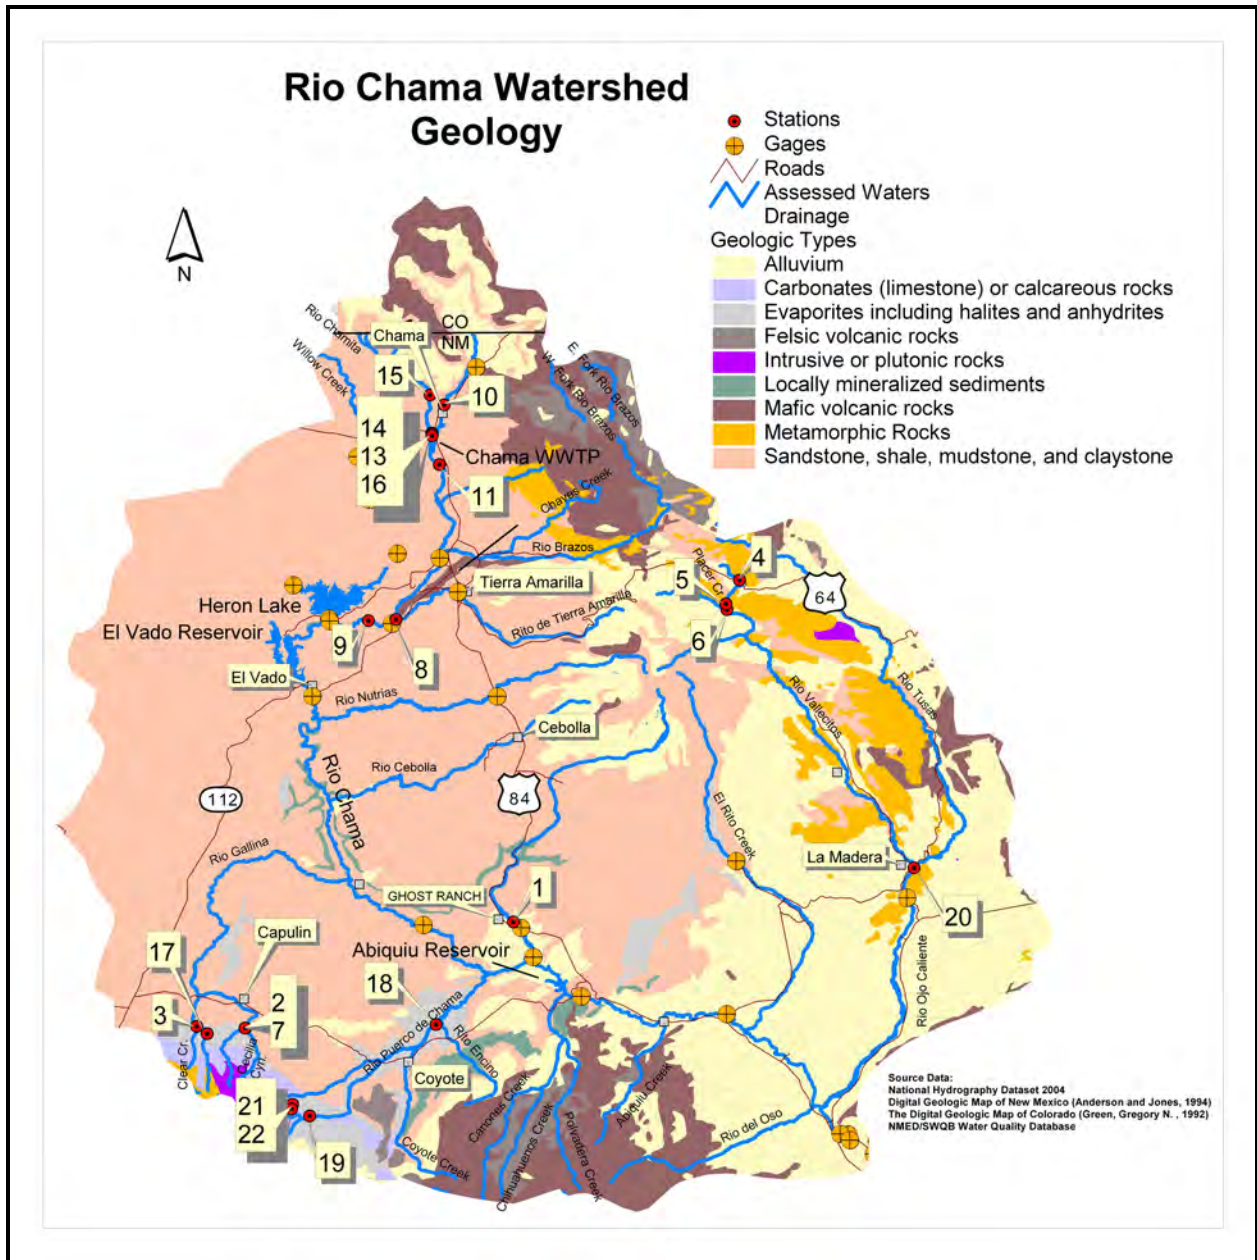 Rio Chama Watershed
Geology
Stations
Gages
Roads
Assessed Waters
Drainage
Geologic Types
Alluvium
Carbonates (limestone) or calcareous rocks
Evaporites including halites and anhydrites
Felsic volcanic rocks
Intrusive or plutonic rocks
Locally mineralized sediments
Mafic volcanic rocks
Metamorphic Rocks
Sandstone, shale, mudstone, and claystone
N
CO
NM
Rio Chamita
Chama
Willow Creek
E. Fork Rio Brazos
W. Fork Rio Brazos
15
10
14
13
16
Chama WWTP
11
Chaves Creek
Rio Brazos
Placer Cr.
4
5
64
Tierra Amarilla
Heron Lake
Rito de Tierra Amarilla
El Vado Reservoir
9
8
6
El Vado
Rio Nutrias
Rio Vallecitos
Rio Tusas
Cebolla
Rio Cebolla
Rio Chama
112
84
El Rito Creek
Rio Gallina
La Madera
GHOST RANCH
1
20
Capulin
17
Abiquiu Reservoir
18
2
7
3
Rio Puerco de Chama
Rito Encino
Rio Ojo Caliente
Clear Cr.
Cecilia Cyn.
Coyote
21
22
19
Canones Creek
Abiquiu Creek
Coyote Creek
Chihuahuenos Creek
Polvadera Creek
Rio del Oso
Source Data:
National Hydrography Dataset 2004
Digital Geologic Map of New Mexico (Anderson and Jones, 1994)
The Digital Geologic Map of Colorado (Green, Gregory N. , 1992)
NMED/SWQB Water Quality Database